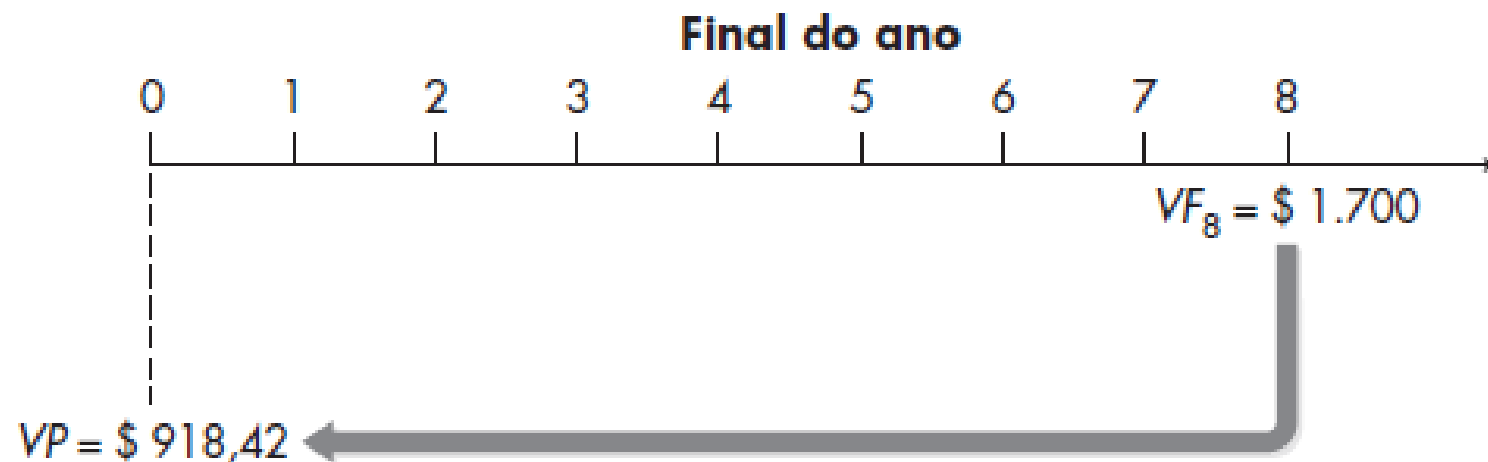 Final do ano
0 1 2 3 4 5 6 7 8
VF8 = $ 1.700
VP = $ 918,42